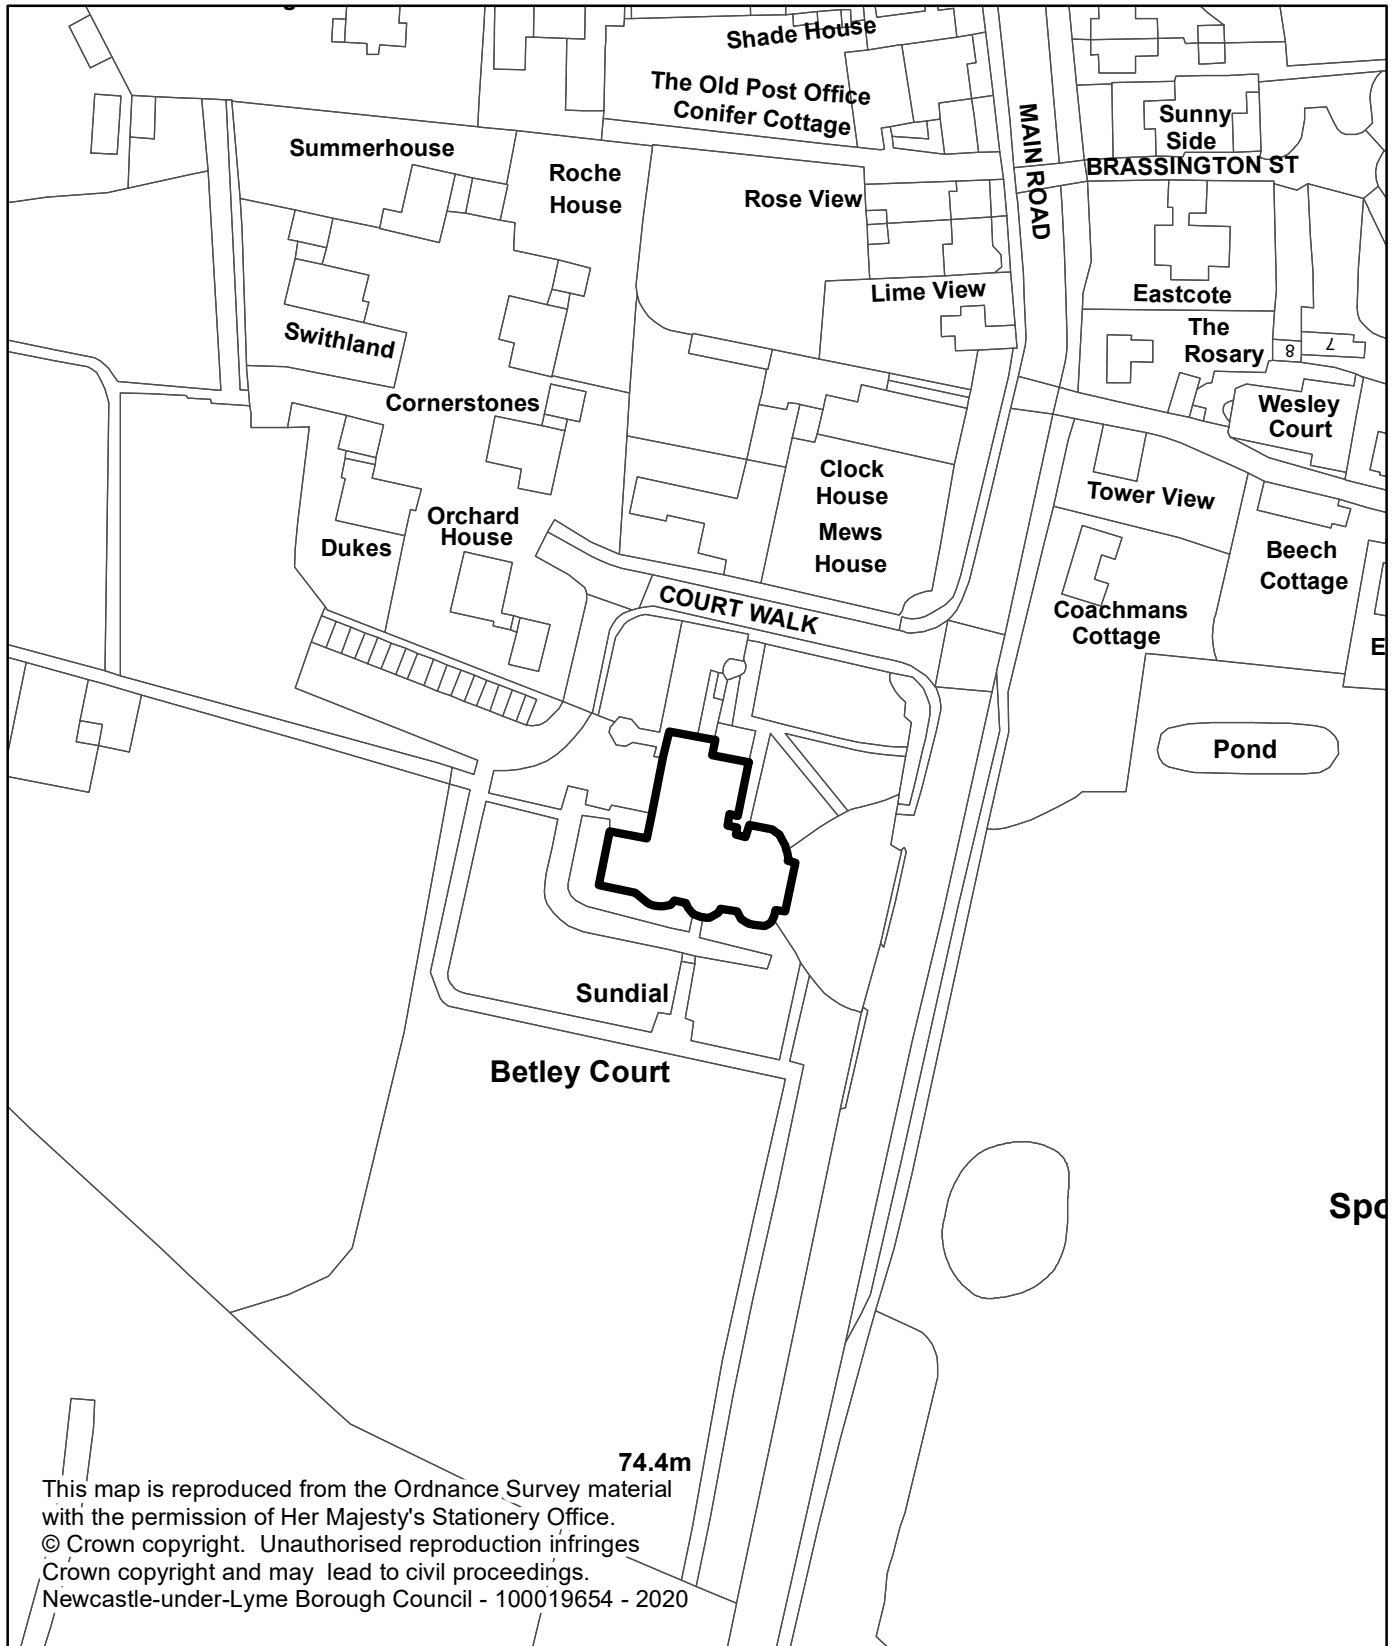 Shade House
The Old Post Office
Conifer Cottage
MAIN ROAD
Sunny
Side
BRASSINGTON ST
Summerhouse
Roche
House
Rose View
Lime View
Eastcote
The
Rosary
8
7
Swithland
Cornerstones
Wesley
Court
Clock
House
Mews
House
Tower View
Orchard
House
Dukes
Beech
Cottage
COURT WALK
Coachmans
Cottage
E
Pond
Sundial
Betley Court
Spo
74.4m
This map is reproduced from the Ordnance Survey material
with the permission of Her Majesty's Stationery Office.
© Crown copyright. Unauthorised reproduction infringes
Crown copyright and may lead to civil proceedings.
Newcastle-under-Lyme Borough Council - 100019654 - 2020